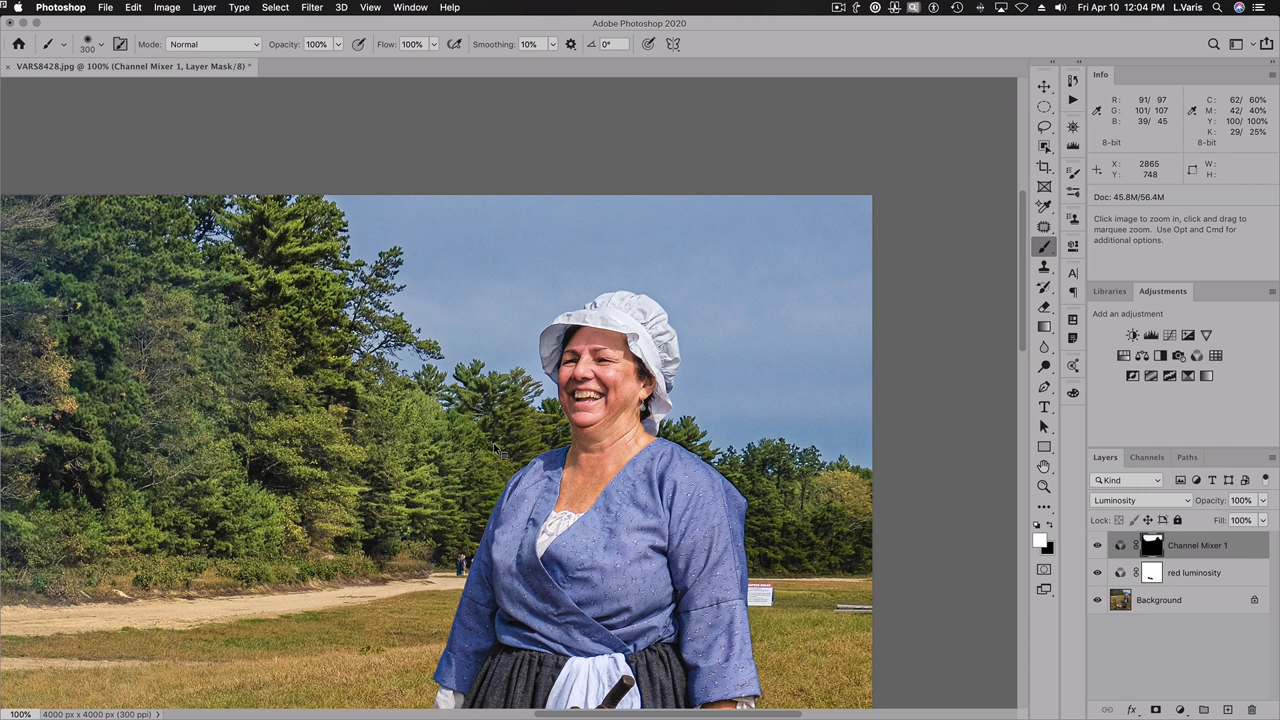 Photoshop File Edit Image Layer Type Select Filter 3D View Window Help Fri Apr 10 12:04 PM L.Varis
Adobe Photoshop 2020
300 Mode: Normal Opacity: 100% Flow: 100% Smoothing: 10% 0°
× VARS8428.jpg @ 100% (Channel Mixer 1, Layer Mask/8) *
Info
R: 91/ 97 C: 62/ 60%
G: 101/ 107 M: 42/ 40%
B: 39/ 45 Y: 100/ 100%
K: 29/ 25%
8-bit 8-bit
X: 2865 W:
Y: 748 H:
Doc: 45.8M/56.4M
Click image to zoom in, click and drag to
marquee zoom. Use Opt and Cmd for
additional options.
Libraries Adjustments
Add an adjustment
Layers Channels Paths
Kind
Luminosity Opacity: 100%
Lock: Fill: 100%
Channel Mixer 1
red luminosity
Background
100% 4000 px x 4000 px (300 ppi)